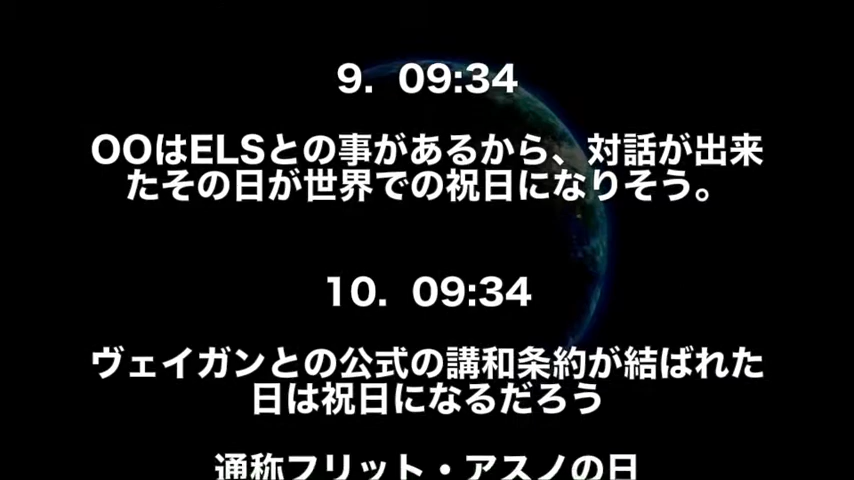 9. 09:34
OOはELSとの事があるから、対話が出来
たその日が世界での祝日になりそう。
10. 09:34
ヴェイガンとの公式の講和条約が結ばれた
日は祝日になるだろう
通称フリット・アスノの日